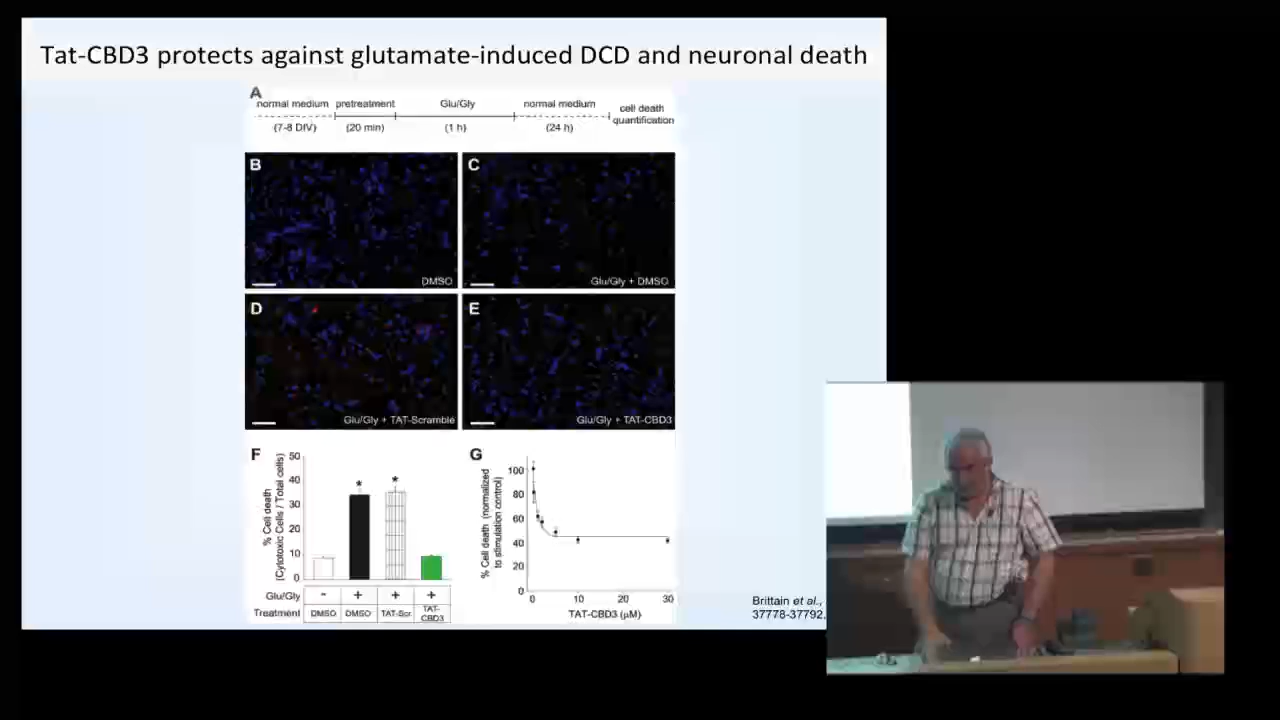 Tat-CBD3 protects against glutamate-induced DCD and neuronal death
A
normal medium pretreatment Glu/Gly normal medium cell death quantification
(7-8 DIV) (20 min) (1 h) (24 h)
B
DMSO
C
Glu/Gly + DMSO
D
Glu/Gly + TAT-Scramble
E
Glu/Gly + TAT-CBD3
F
% Cell death
(Cytotoxic Cells / Total cells)
50
40
30
20
10
0
* *
Glu/Gly - + + +
Treatment DMSO DMSO TAT-Scr TAT-CBD3
G
% Cell death (normalized
to stimulation control)
100
80
60
40
20
0
0 10 20 30
TAT-CBD3 (µM)
Brittain et al.,
37778-37792,